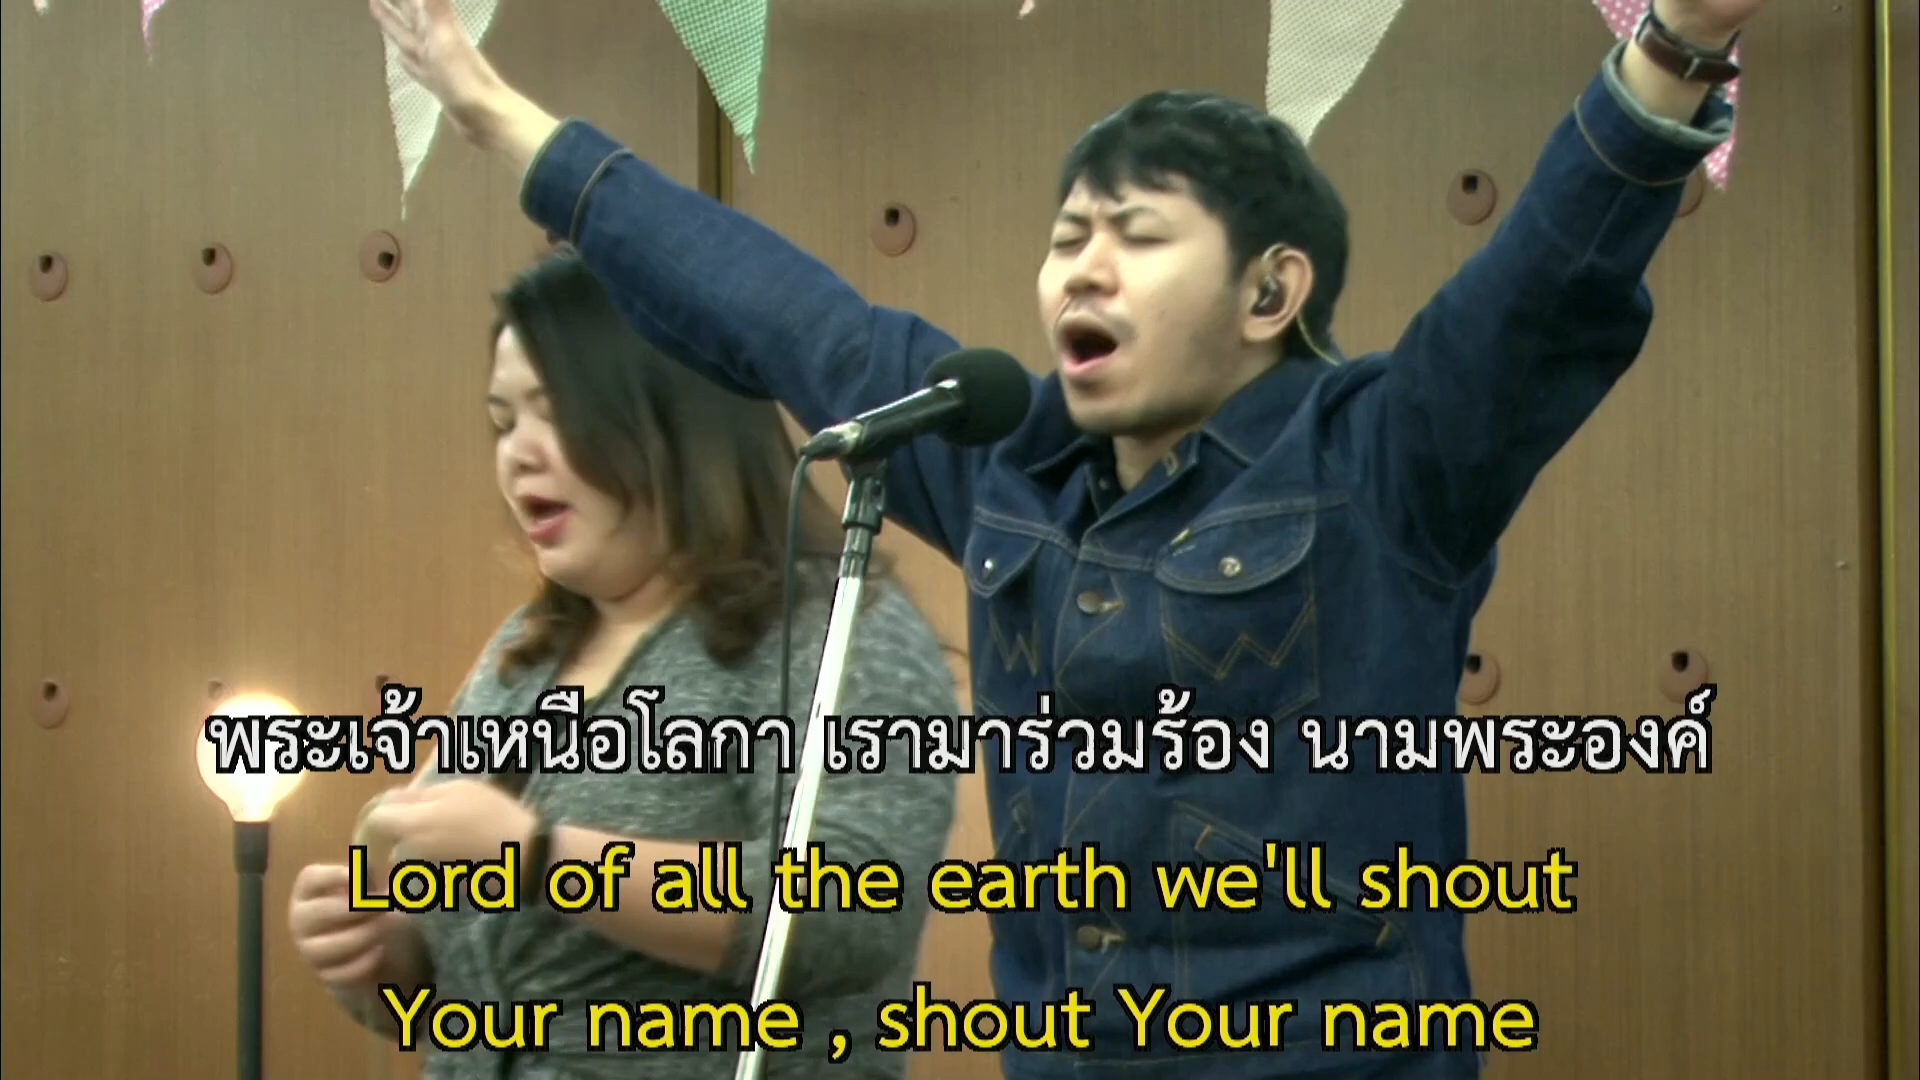 พระเจ้าเหนือโลกา เรามาร่วมร้อง นามพระองค์
Lord of all the earth we'll shout
Your name , shout Your name